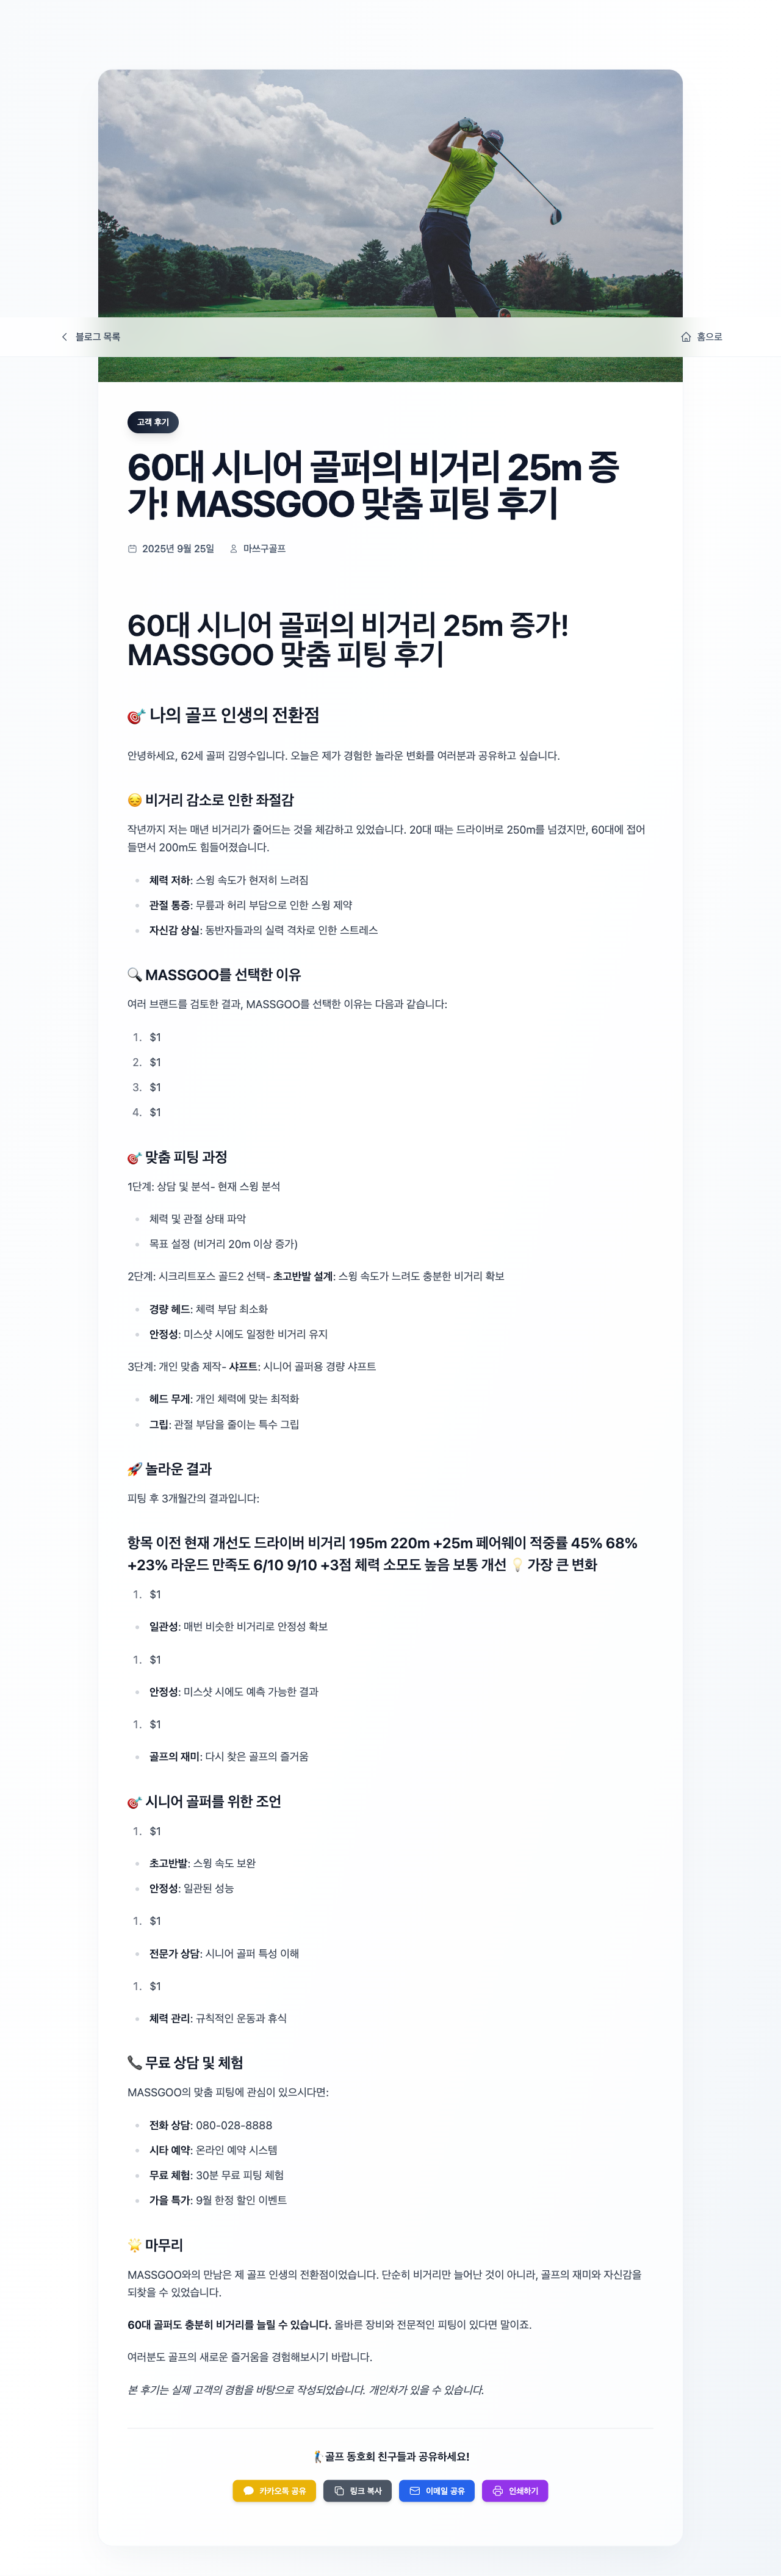 블로그 목록
홈으로
고객 후기
60대 시니어 골퍼의 비거리 25m 증
가! MASSGOO 맞춤 피팅 후기
2025년 9월 25일 마쓰구골프
60대 시니어 골퍼의 비거리 25m 증가!
MASSGOO 맞춤 피팅 후기
🎯 나의 골프 인생의 전환점
안녕하세요, 62세 골퍼 김영수입니다. 오늘은 제가 경험한 놀라운 변화를 여러분과 공유하고 싶습니다.
😔 비거리 감소로 인한 좌절감
작년까지 저는 매년 비거리가 줄어드는 것을 체감하고 있었습니다. 20대 때는 드라이버로 250m를 넘겼지만, 60대에 접어
들면서 200m도 힘들어졌습니다.
체력 저하: 스윙 속도가 현저히 느려짐
관절 통증: 무릎과 허리 부담으로 인한 스윙 제약
자신감 상실: 동반자들과의 실력 격차로 인한 스트레스
🔍 MASSGOO를 선택한 이유
여러 브랜드를 검토한 결과, MASSGOO를 선택한 이유는 다음과 같습니다:
1. $1
2. $1
3. $1
4. $1
🎯 맞춤 피팅 과정
1단계: 상담 및 분석- 현재 스윙 분석
체력 및 관절 상태 파악
목표 설정 (비거리 20m 이상 증가)
2단계: 시크리트포스 골드2 선택- 초고반발 설계: 스윙 속도가 느려도 충분한 비거리 확보
경량 헤드: 체력 부담 최소화
안정성: 미스샷 시에도 일정한 비거리 유지
3단계: 개인 맞춤 제작- 샤프트: 시니어 골퍼용 경량 샤프트
헤드 무게: 개인 체력에 맞는 최적화
그립: 관절 부담을 줄이는 특수 그립
🚀 놀라운 결과
피팅 후 3개월간의 결과입니다:
항목 이전 현재 개선도 드라이버 비거리 195m 220m +25m 페어웨이 적중률 45% 68%
+23% 라운드 만족도 6/10 9/10 +3점 체력 소모도 높음 보통 개선 💡 가장 큰 변화
1. $1
일관성: 매번 비슷한 비거리로 안정성 확보
1. $1
안정성: 미스샷 시에도 예측 가능한 결과
1. $1
골프의 재미: 다시 찾은 골프의 즐거움
🎯 시니어 골퍼를 위한 조언
1. $1
초고반발: 스윙 속도 보완
안정성: 일관된 성능
1. $1
전문가 상담: 시니어 골퍼 특성 이해
1. $1
체력 관리: 규칙적인 운동과 휴식
📞 무료 상담 및 체험
MASSGOO의 맞춤 피팅에 관심이 있으시다면:
전화 상담: 080-028-8888
시타 예약: 온라인 예약 시스템
무료 체험: 30분 무료 피팅 체험
가을 특가: 9월 한정 할인 이벤트
🌟 마무리
MASSGOO와의 만남은 제 골프 인생의 전환점이었습니다. 단순히 비거리만 늘어난 것이 아니라, 골프의 재미와 자신감을
되찾을 수 있었습니다.
60대 골퍼도 충분히 비거리를 늘릴 수 있습니다. 올바른 장비와 전문적인 피팅이 있다면 말이죠.
여러분도 골프의 새로운 즐거움을 경험해보시기 바랍니다.
본 후기는 실제 고객의 경험을 바탕으로 작성되었습니다. 개인차가 있을 수 있습니다.
🏌️ 골프 동호회 친구들과 공유하세요!
카카오톡 공유 링크 복사 이메일 공유 인쇄하기